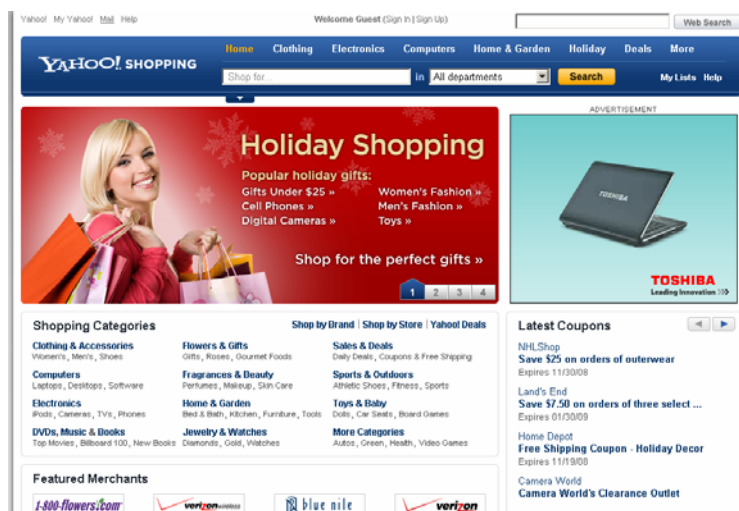 Yahoo! My Yahoo! Mail Help
Welcome Guest (Sign In | Sign Up)
Web Search
YAHOO! SHOPPING
Home Clothing Electronics Computers Home & Garden Holiday Deals More
Shop for... in All departments Search
My Lists Help
Holiday Shopping
Popular holiday gifts:
Gifts Under $25 » Women's Fashion »
Cell Phones » Men's Fashion »
Digital Cameras » Toys »
Shop for the perfect gifts »
1 2 3 4
ADVERTISEMENT
TOSHIBA
TOSHIBA
Leading Innovation >>>
Shopping Categories
Shop by Brand | Shop by Store | Yahoo! Deals
Clothing & Accessories
Women's, Men's, Shoes
Flowers & Gifts
Gifts, Roses, Gourmet Foods
Sales & Deals
Daily Deals, Coupons & Free Shipping
Computers
Laptops, Desktops, Software
Fragrances & Beauty
Perfumes, Makeup, Skin Care
Sports & Outdoors
Athletic Shoes, Fitness, Sports
Electronics
iPods, Cameras, TVs, Phones
Home & Garden
Bed & Bath, Kitchen, Furniture, Tools
Toys & Baby
Dolls, Car Seats, Board Games
DVDs, Music & Books
Top Movies, Billboard 100, New Books
Jewelry & Watches
Diamonds, Gold, Watches
More Categories
Autos, Green, Health, Video Games
Latest Coupons
NHLShop
Save $25 on orders of outerwear
Expires 11/30/08
Land's End
Save $7.50 on orders of three select ...
Expires 01/30/09
Home Depot
Free Shipping Coupon - Holiday Decor
Expires 11/19/08
Camera World
Camera World's Clearance Outlet
Featured Merchants
1-800-flowers.com
verizon wireless
blue nile
verizon